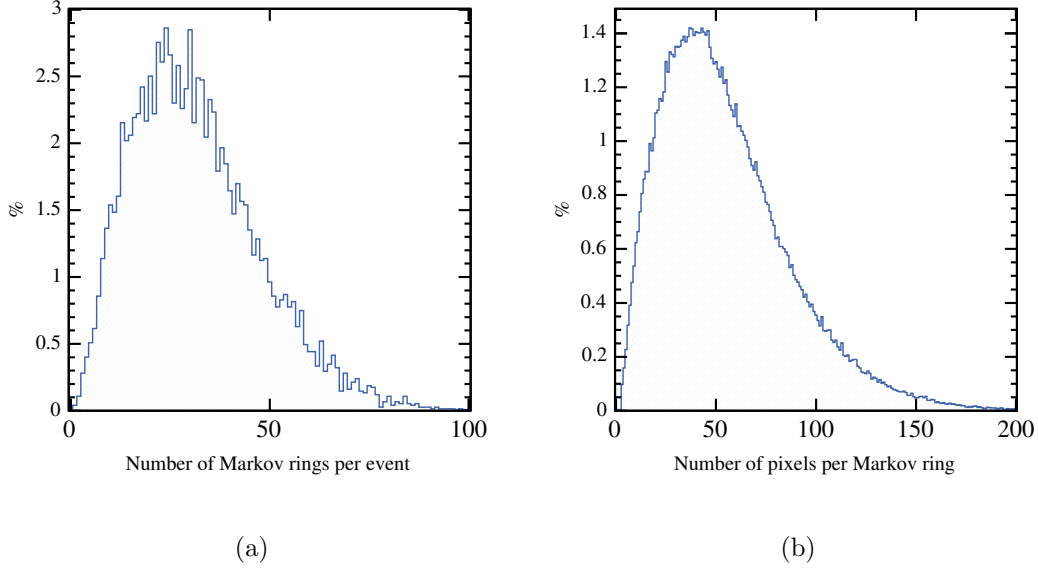 3
2.5
2
1.5
1
0.5
0
%
0 50 100
Number of Markov rings per event
(a)
1.4
1.2
1
0.8
0.6
0.4
0.2
0
%
0 50 100 150 200
Number of pixels per Markov ring
(b)